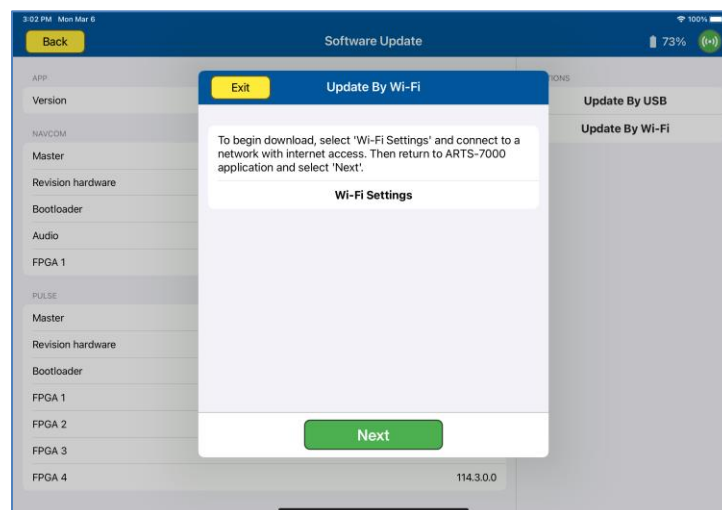 3:02 PM Mon Mar 6
100%
Back
Software Update
73%
APP
Version
NAVCOM
Master
Revision hardware
Bootloader
Audio
FPGA 1
PULSE
Master
Revision hardware
Bootloader
FPGA 1
FPGA 2
FPGA 3
FPGA 4
114.3.0.0
Exit
Update By Wi-Fi
To begin download, select 'Wi-Fi Settings' and connect to a
network with internet access. Then return to ARTS-7000
application and select 'Next'.
Wi-Fi Settings
Next
Update By USB
Update By Wi-Fi